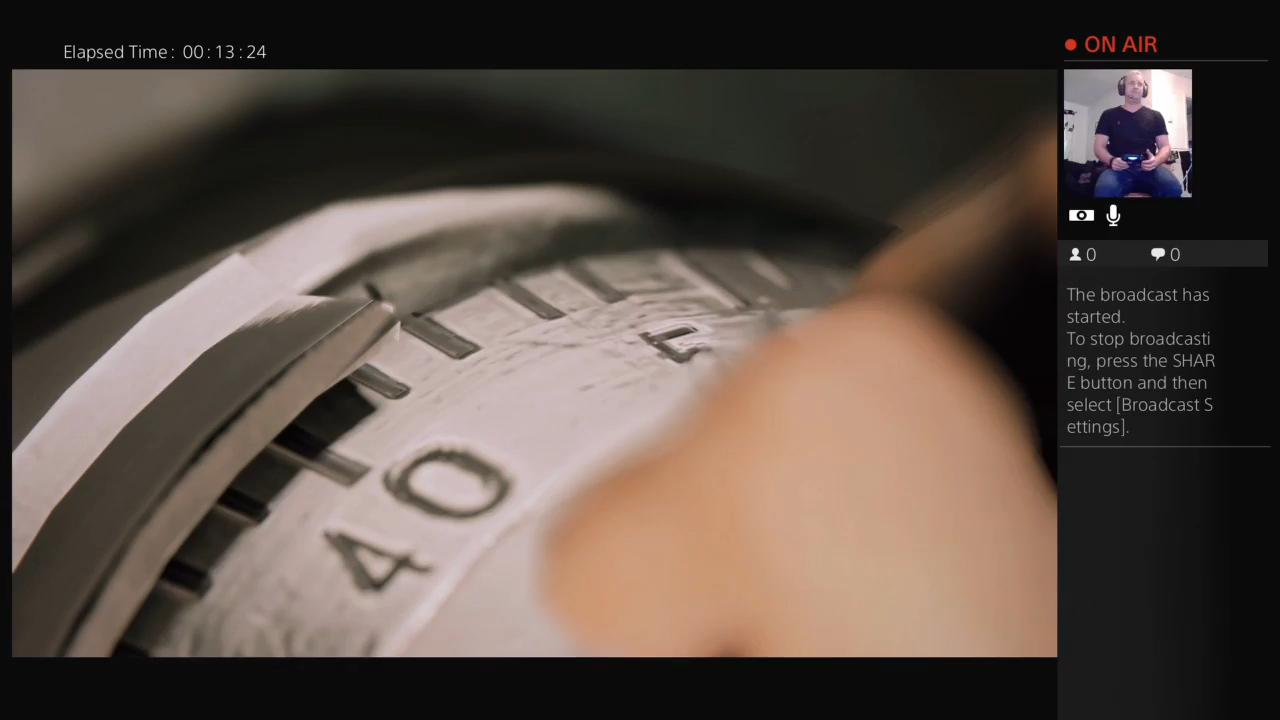 Elapsed Time: 00:13:24
ON AIR
0 0
The broadcast has
started.
To stop broadcasti
ng, press the SHAR
E button and then
select [Broadcast S
ettings].
40